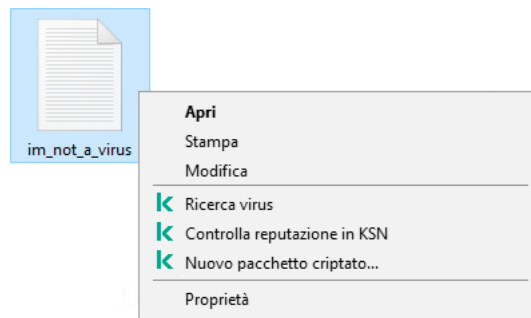 im_not_a_virus
Apri
Stampa
Modifica
Ricerca virus
Controlla reputazione in KSN
Nuovo pacchetto criptato...
Proprietà